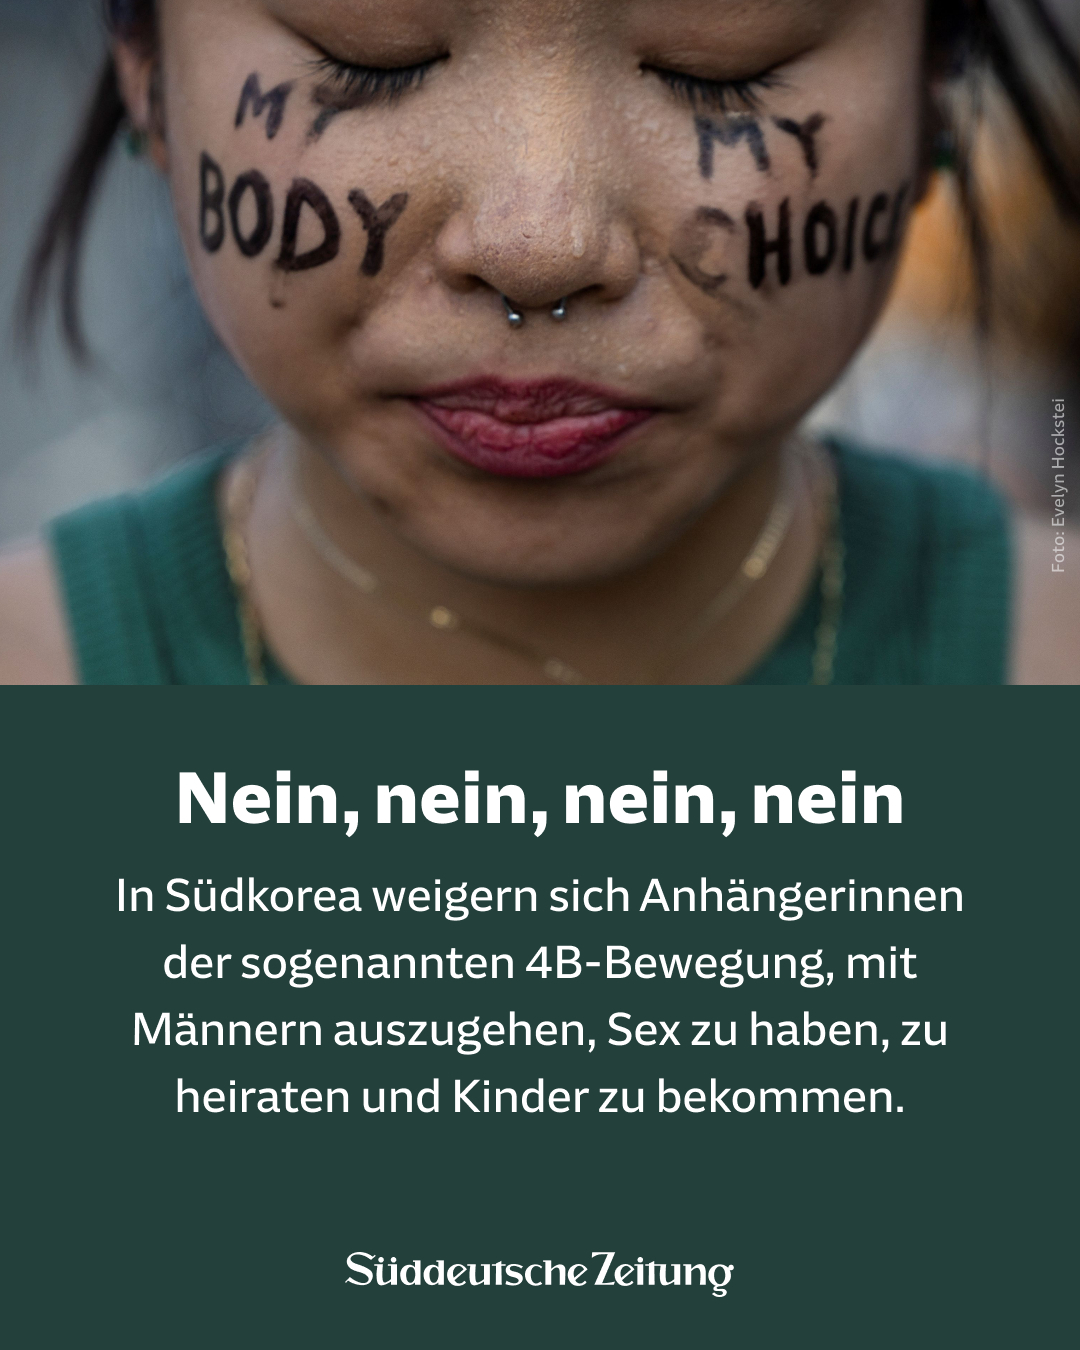 MY
BODY
MY
CHOICE
Foto: Evelyn Hockstei
Nein, nein, nein, nein
In Südkorea weigern sich Anhängerinnen
der sogenannten 4B-Bewegung, mit
Männern auszugehen, Sex zu haben, zu
heiraten und Kinder zu bekommen.
Süddeutsche Zeitung